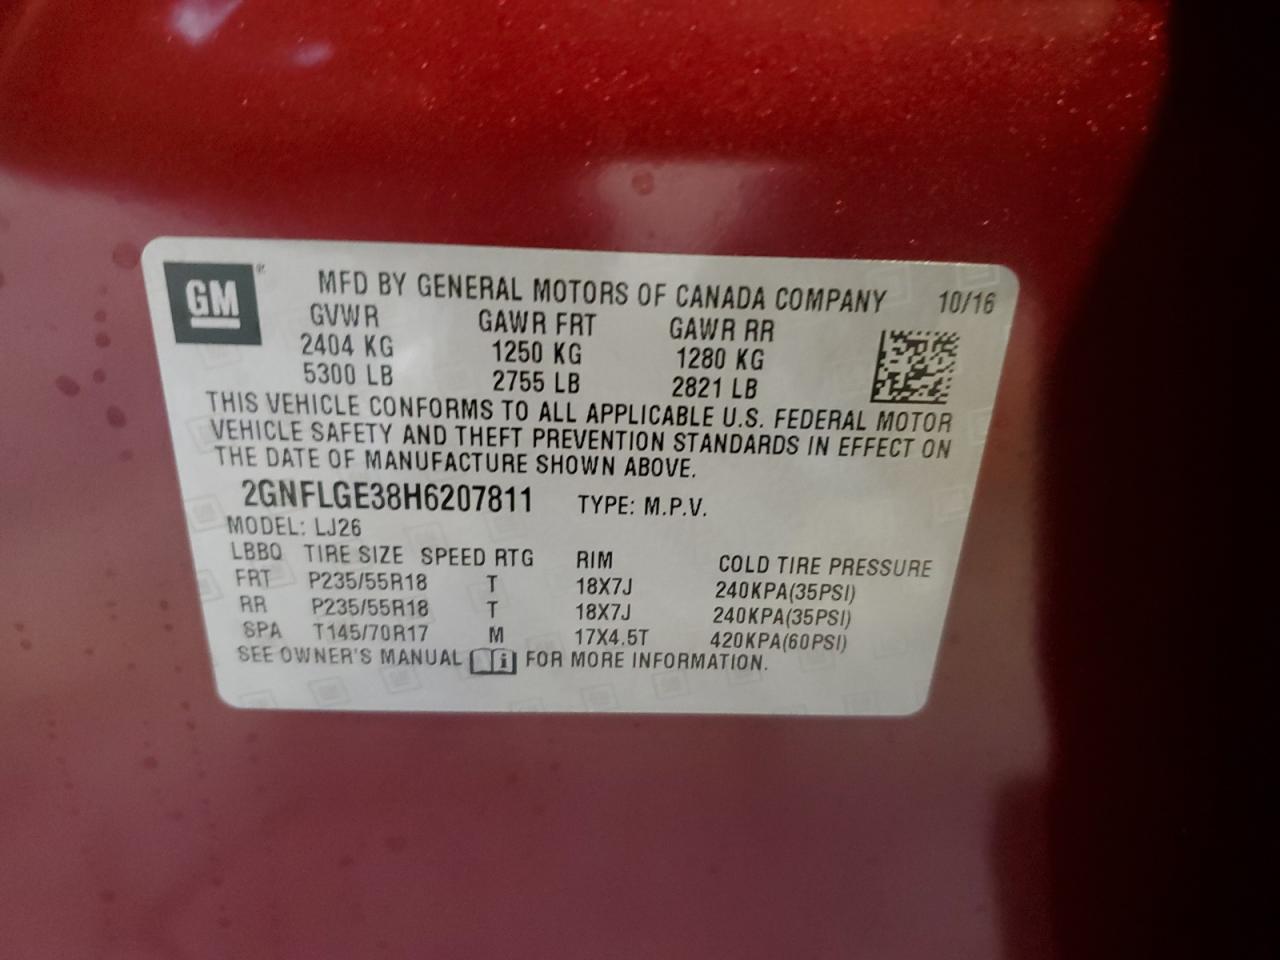 GM® MFD BY GENERAL MOTORS OF CANADA COMPANY 10/16
GVWR GAWR FRT GAWR RR
2404 KG 1250 KG 1280 KG
5300 LB 2755 LB 2821 LB
THIS VEHICLE CONFORMS TO ALL APPLICABLE U.S. FEDERAL MOTOR
VEHICLE SAFETY AND THEFT PREVENTION STANDARDS IN EFFECT ON
THE DATE OF MANUFACTURE SHOWN ABOVE.
2GNFLGE38H6207811 TYPE: M.P.V.
MODEL: LJ26
LBBQ TIRE SIZE SPEED RTG RIM COLD TIRE PRESSURE
FRT P235/55R18 T 18X7J 240KPA(35PSI)
RR P235/55R18 T 18X7J 240KPA(35PSI)
SPA T145/70R17 M 17X4.5T 420KPA(60PSI)
SEE OWNER'S MANUAL i FOR MORE INFORMATION.